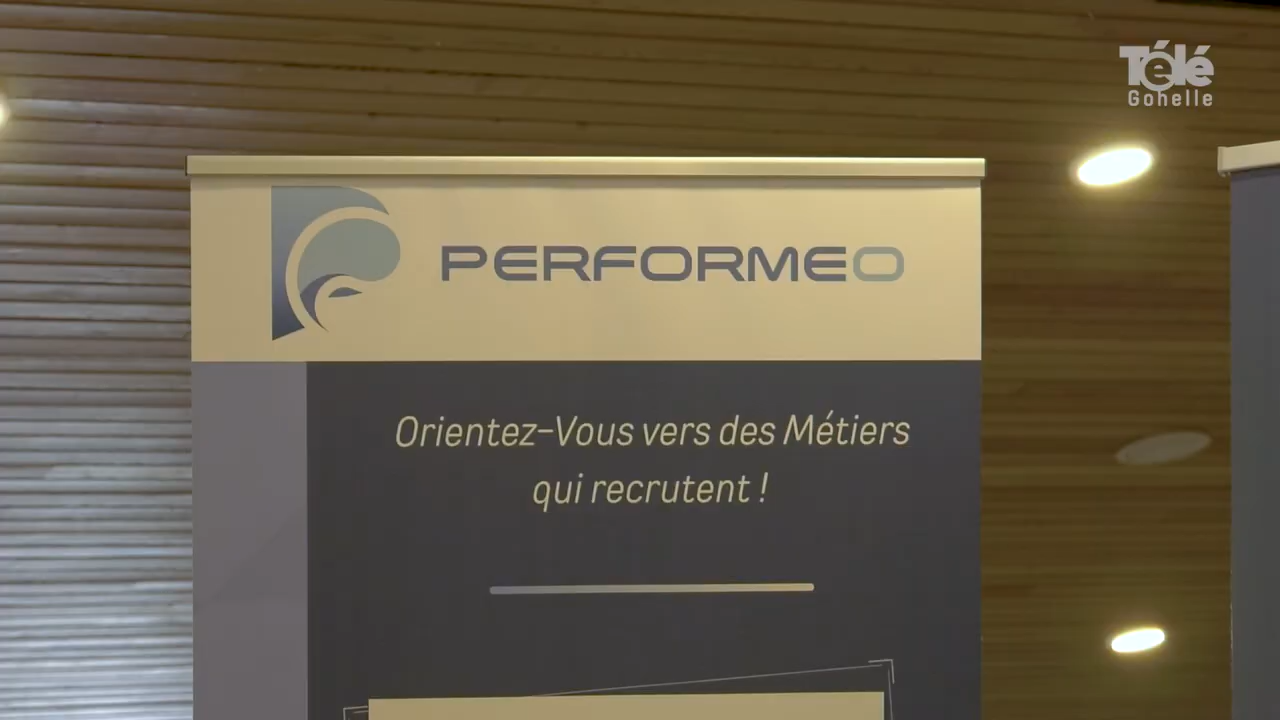 Télé
Gohelle
PERFORMEO
Orientez-Vous vers des Métiers
qui recrutent !